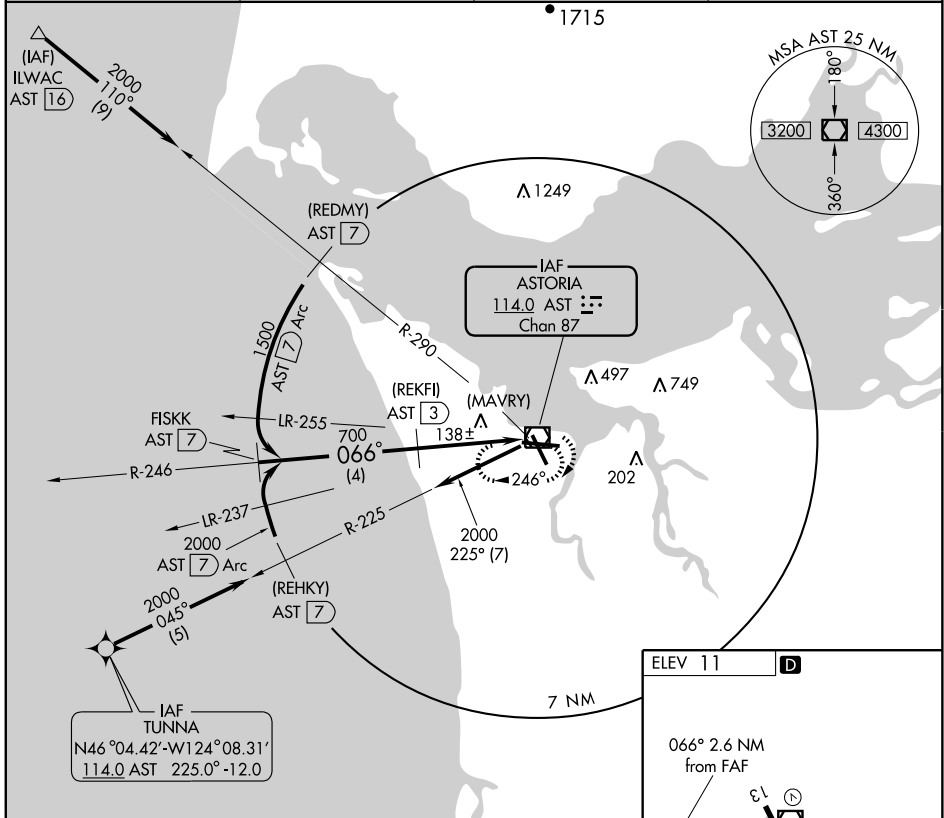 1715
(IAF)
ILWAC
AST 16
2000
110°
(9)
MSA AST 25 NM
180°
3200
4300
360°
1249
(REDMY)
AST 7
IAF
ASTORIA
114.0 AST
Chan 87
R-290
1500
AST 7 Arc
497
749
(REKFI)
AST 3
(MAVRY)
FISKK
AST 7
LR-255
138±
700
066°
(4)
R-246
246°
202
LR-237
R-225
2000
AST 7 Arc
2000
225° (7)
(REHKY)
AST 7
2000
045°
(5)
7 NM
IAF
TUNNA
N46°04.42'-W124°08.31'
114.0 AST 225.0°-12.0
ELEV 11
D
066° 2.6 NM
from FAF
13
V